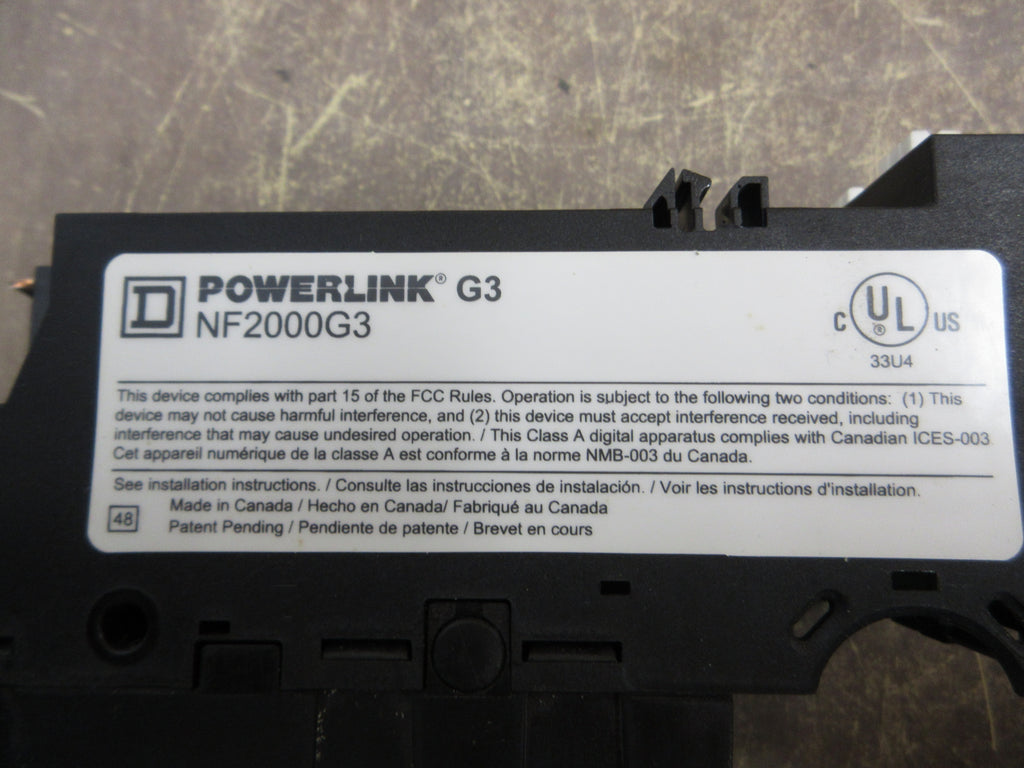 D POWERLINK® G3
NF2000G3
C UL® US
33U4
This device complies with part 15 of the FCC Rules. Operation is subject to the following two conditions: (1) This
device may not cause harmful interference, and (2) this device must accept interference received, including
interference that may cause undesired operation. / This Class A digital apparatus complies with Canadian ICES-003
Cet appareil numérique de la classe A est conforme à la norme NMB-003 du Canada.
See installation instructions. / Consulte las instrucciones de instalación. / Voir les instructions d'installation.
Made in Canada / Hecho en Canada/ Fabriqué au Canada
48
Patent Pending / Pendiente de patente / Brevet en cours